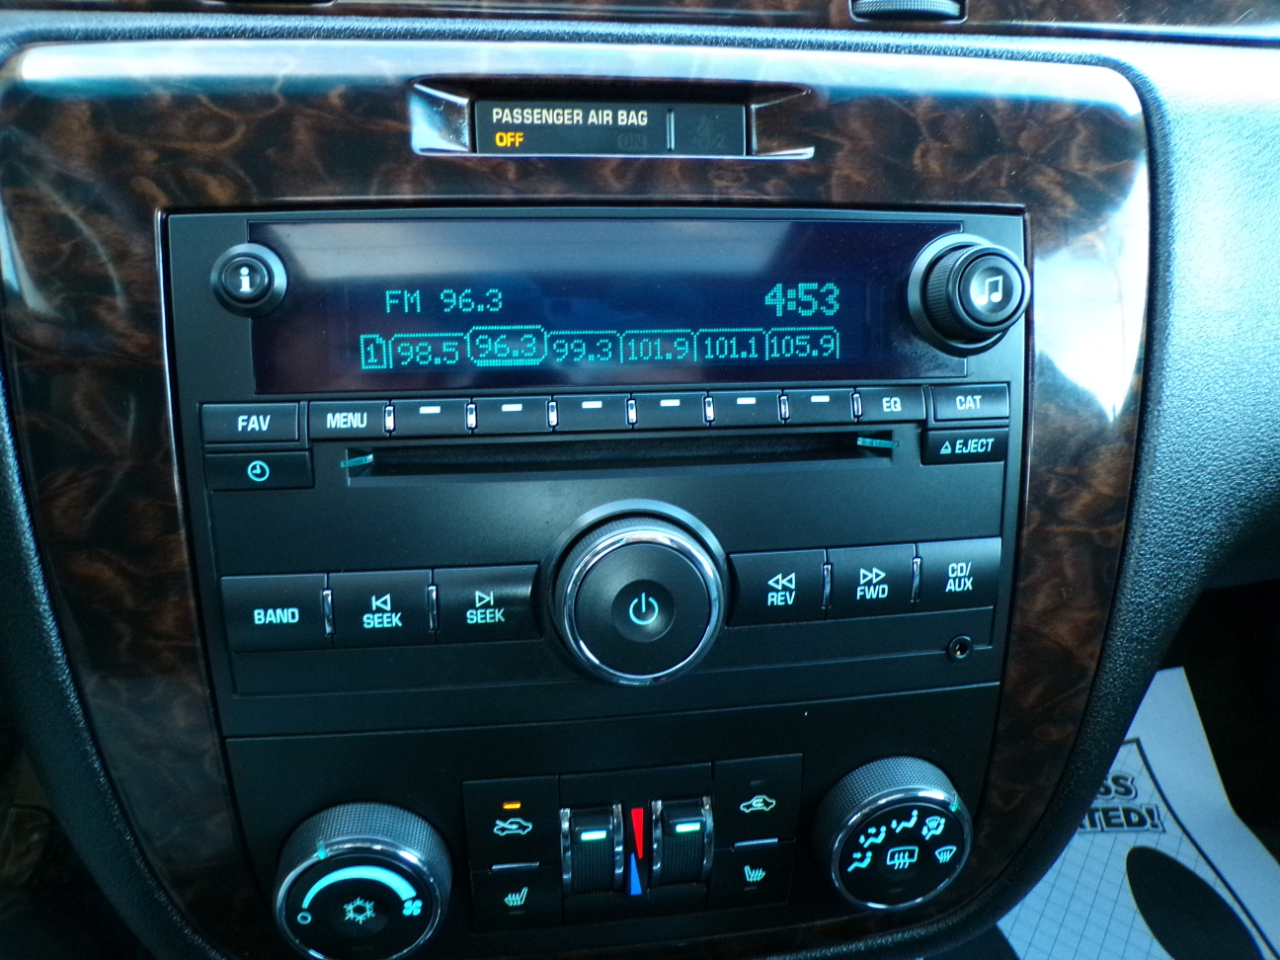 PASSENGER AIR BAG
OFF ON
i
FM 96.3 4:53
1 98.5 96.3 99.3 101.9 101.1 105.9
FAV MENU EQ CAT
EJECT
BAND SEEK SEEK REV FWD CD/
AUX